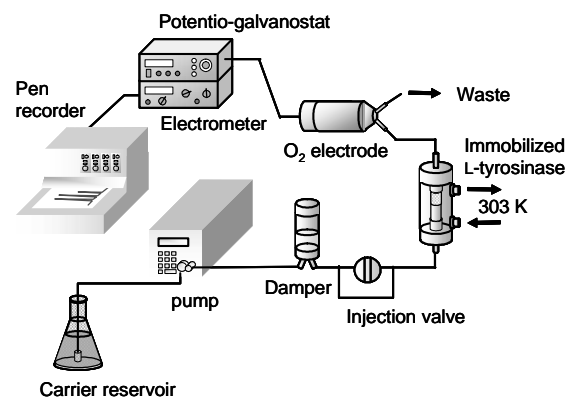 Potentio-galvanostat
Pen
recorder
Electrometer
O2 electrode
Waste
Immobilized
L-tyrosinase
303 K
pump
Damper
Injection valve
Carrier reservoir